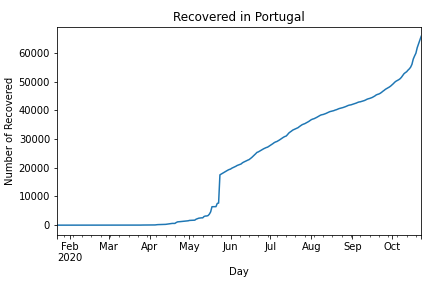 Recovered in Portugal
Number of Recovered
60000
50000
40000
30000
20000
10000
0
Feb Mar Apr May Jun Jul Aug Sep Oct
2020
Day